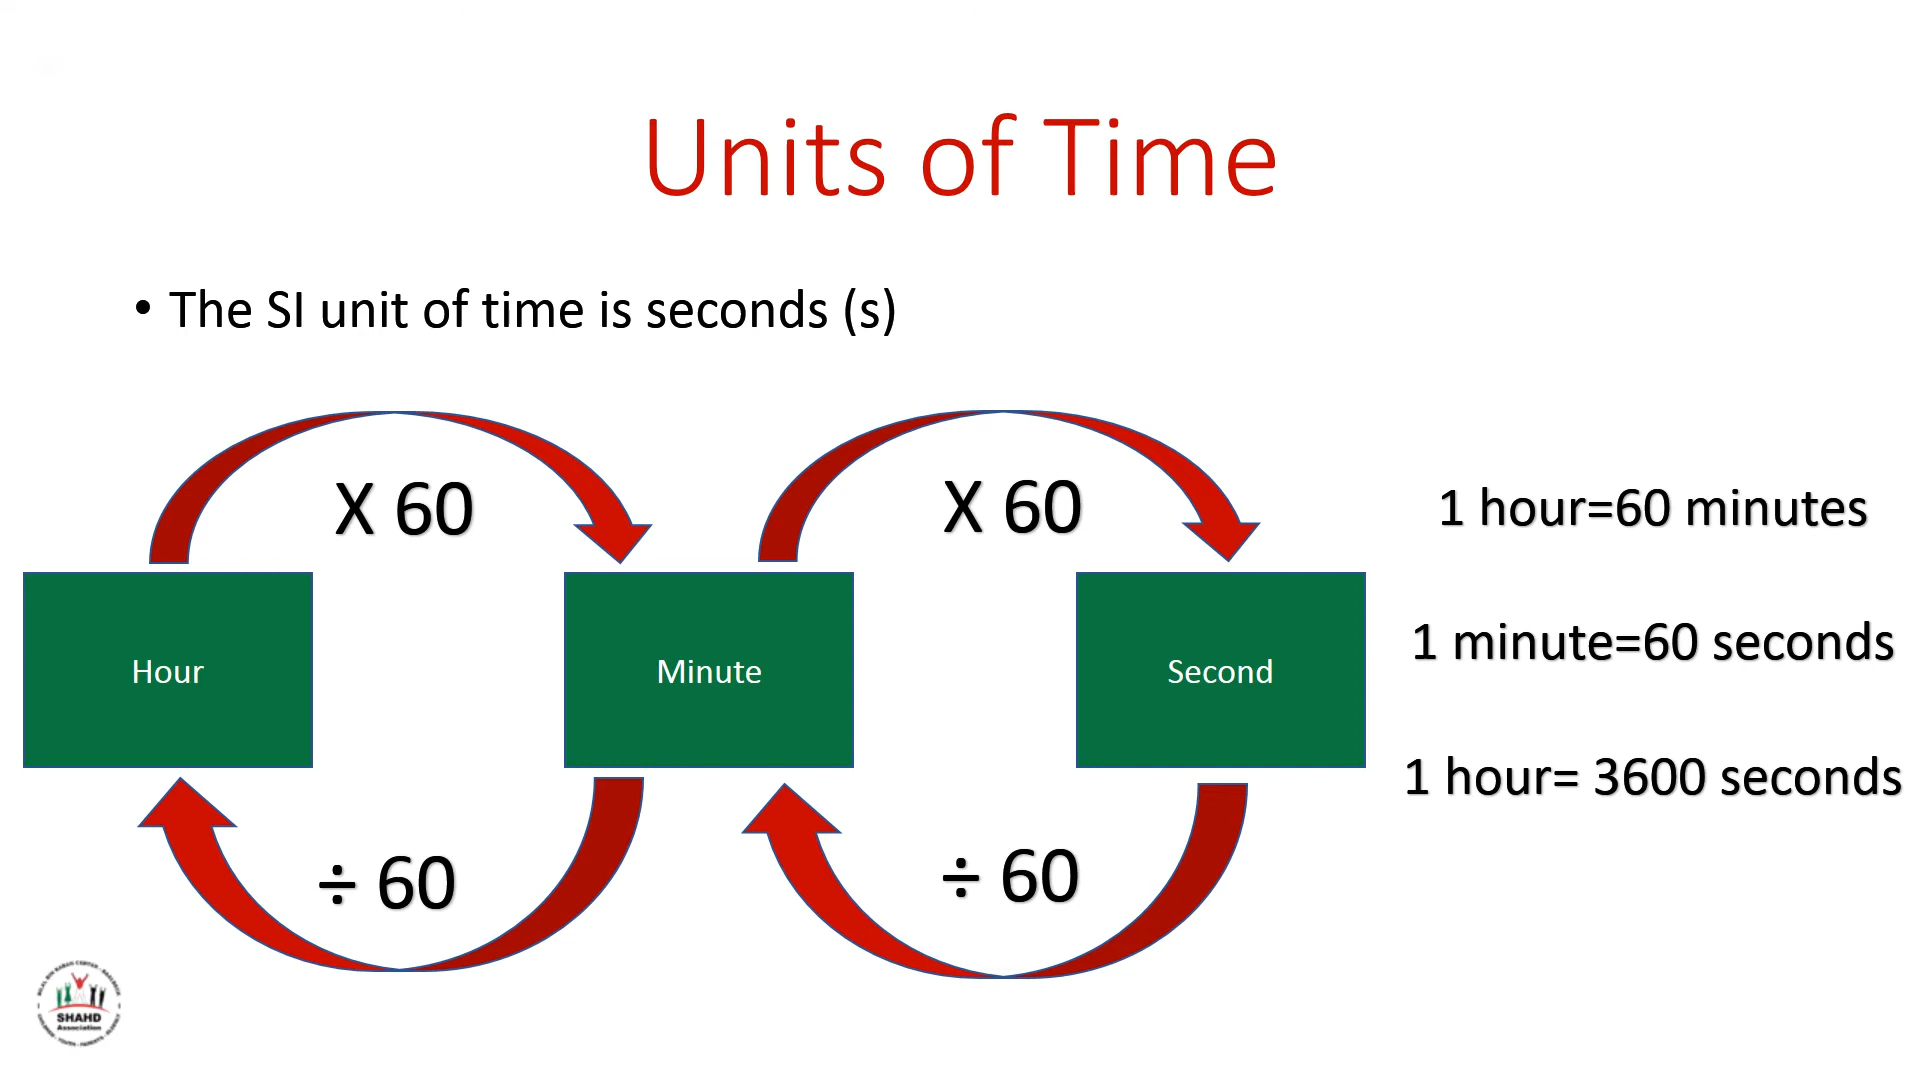 Units of Time
• The SI unit of time is seconds (s)
X 60
X 60
1 hour=60 minutes
Hour
Minute
Second
1 minute=60 seconds
1 hour= 3600 seconds
÷ 60
÷ 60
SHAHD
Association